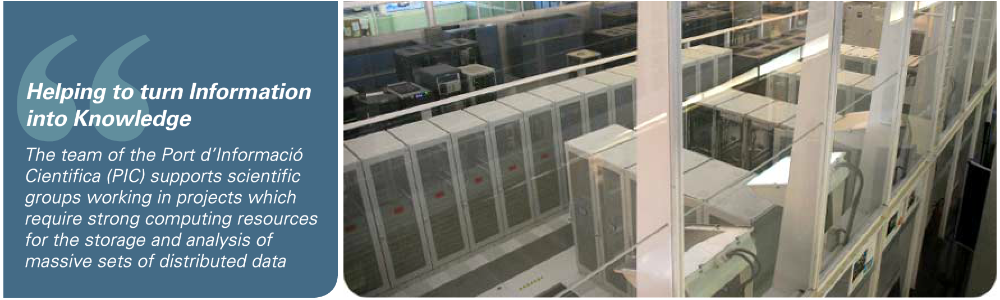 Helping to turn Information
into Knowledge
The team of the Port d’Informació
Cientifica (PIC) supports scientific
groups working in projects which
require strong computing resources
for the storage and analysis of
massive sets of distributed data